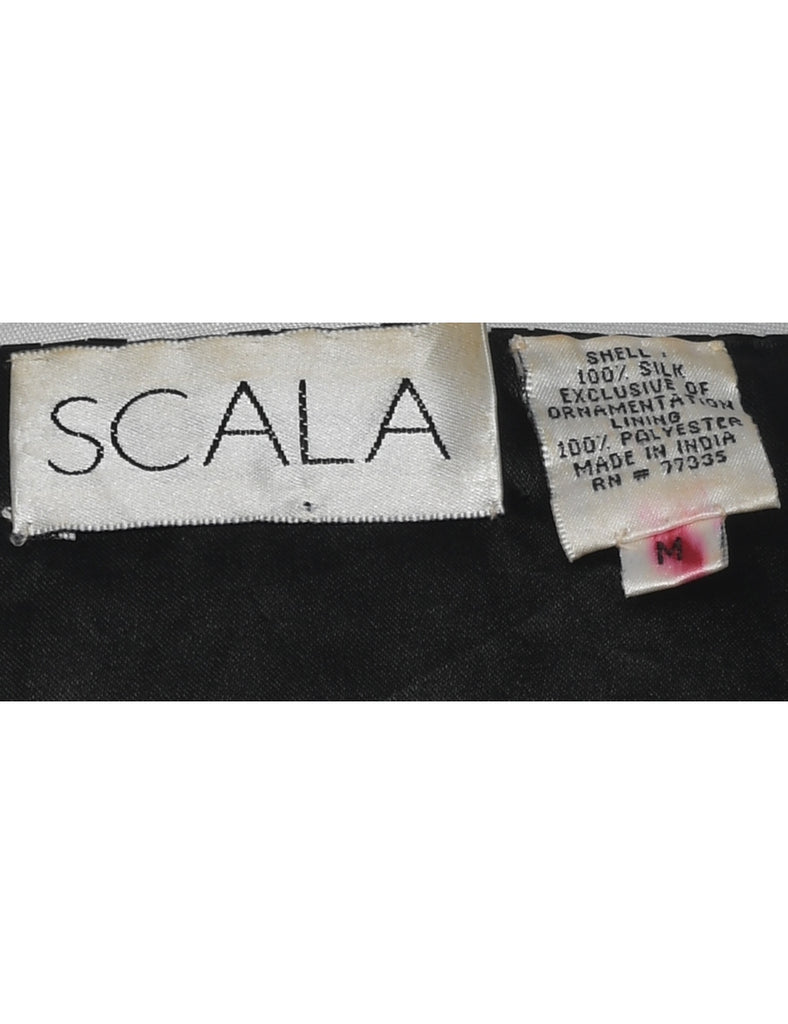 SCALA
SHELL :
100% SILK
EXCLUSIVE OF
ORNAMENTATION
LINING
100% POLYESTER
MADE IN INDIA
RN # 77335
M